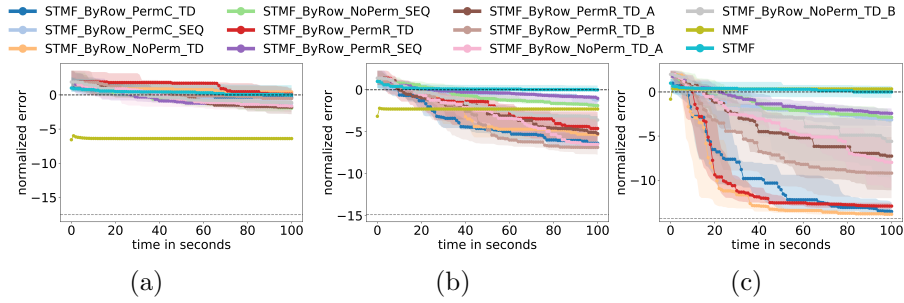 STMF_ByRow_PermC_TD STMF_ByRow_NoPerm_SEQ STMF_ByRow_PermR_TD_A STMF_ByRow_NoPerm_TD_B
STMF_ByRow_PermC_SEQ STMF_ByRow_PermR_TD STMF_ByRow_PermR_TD_B NMF
STMF_ByRow_NoPerm_TD STMF_ByRow_PermR_SEQ STMF_ByRow_NoPerm_TD_A STMF
normalized error
0
−5
−10
−15
0 20 40 60 80 100
time in seconds
(a)
normalized error
0
−5
−10
−15
0 20 40 60 80 100
time in seconds
(b)
normalized error
0
−5
−10
0 20 40 60 80 100
time in seconds
(c)